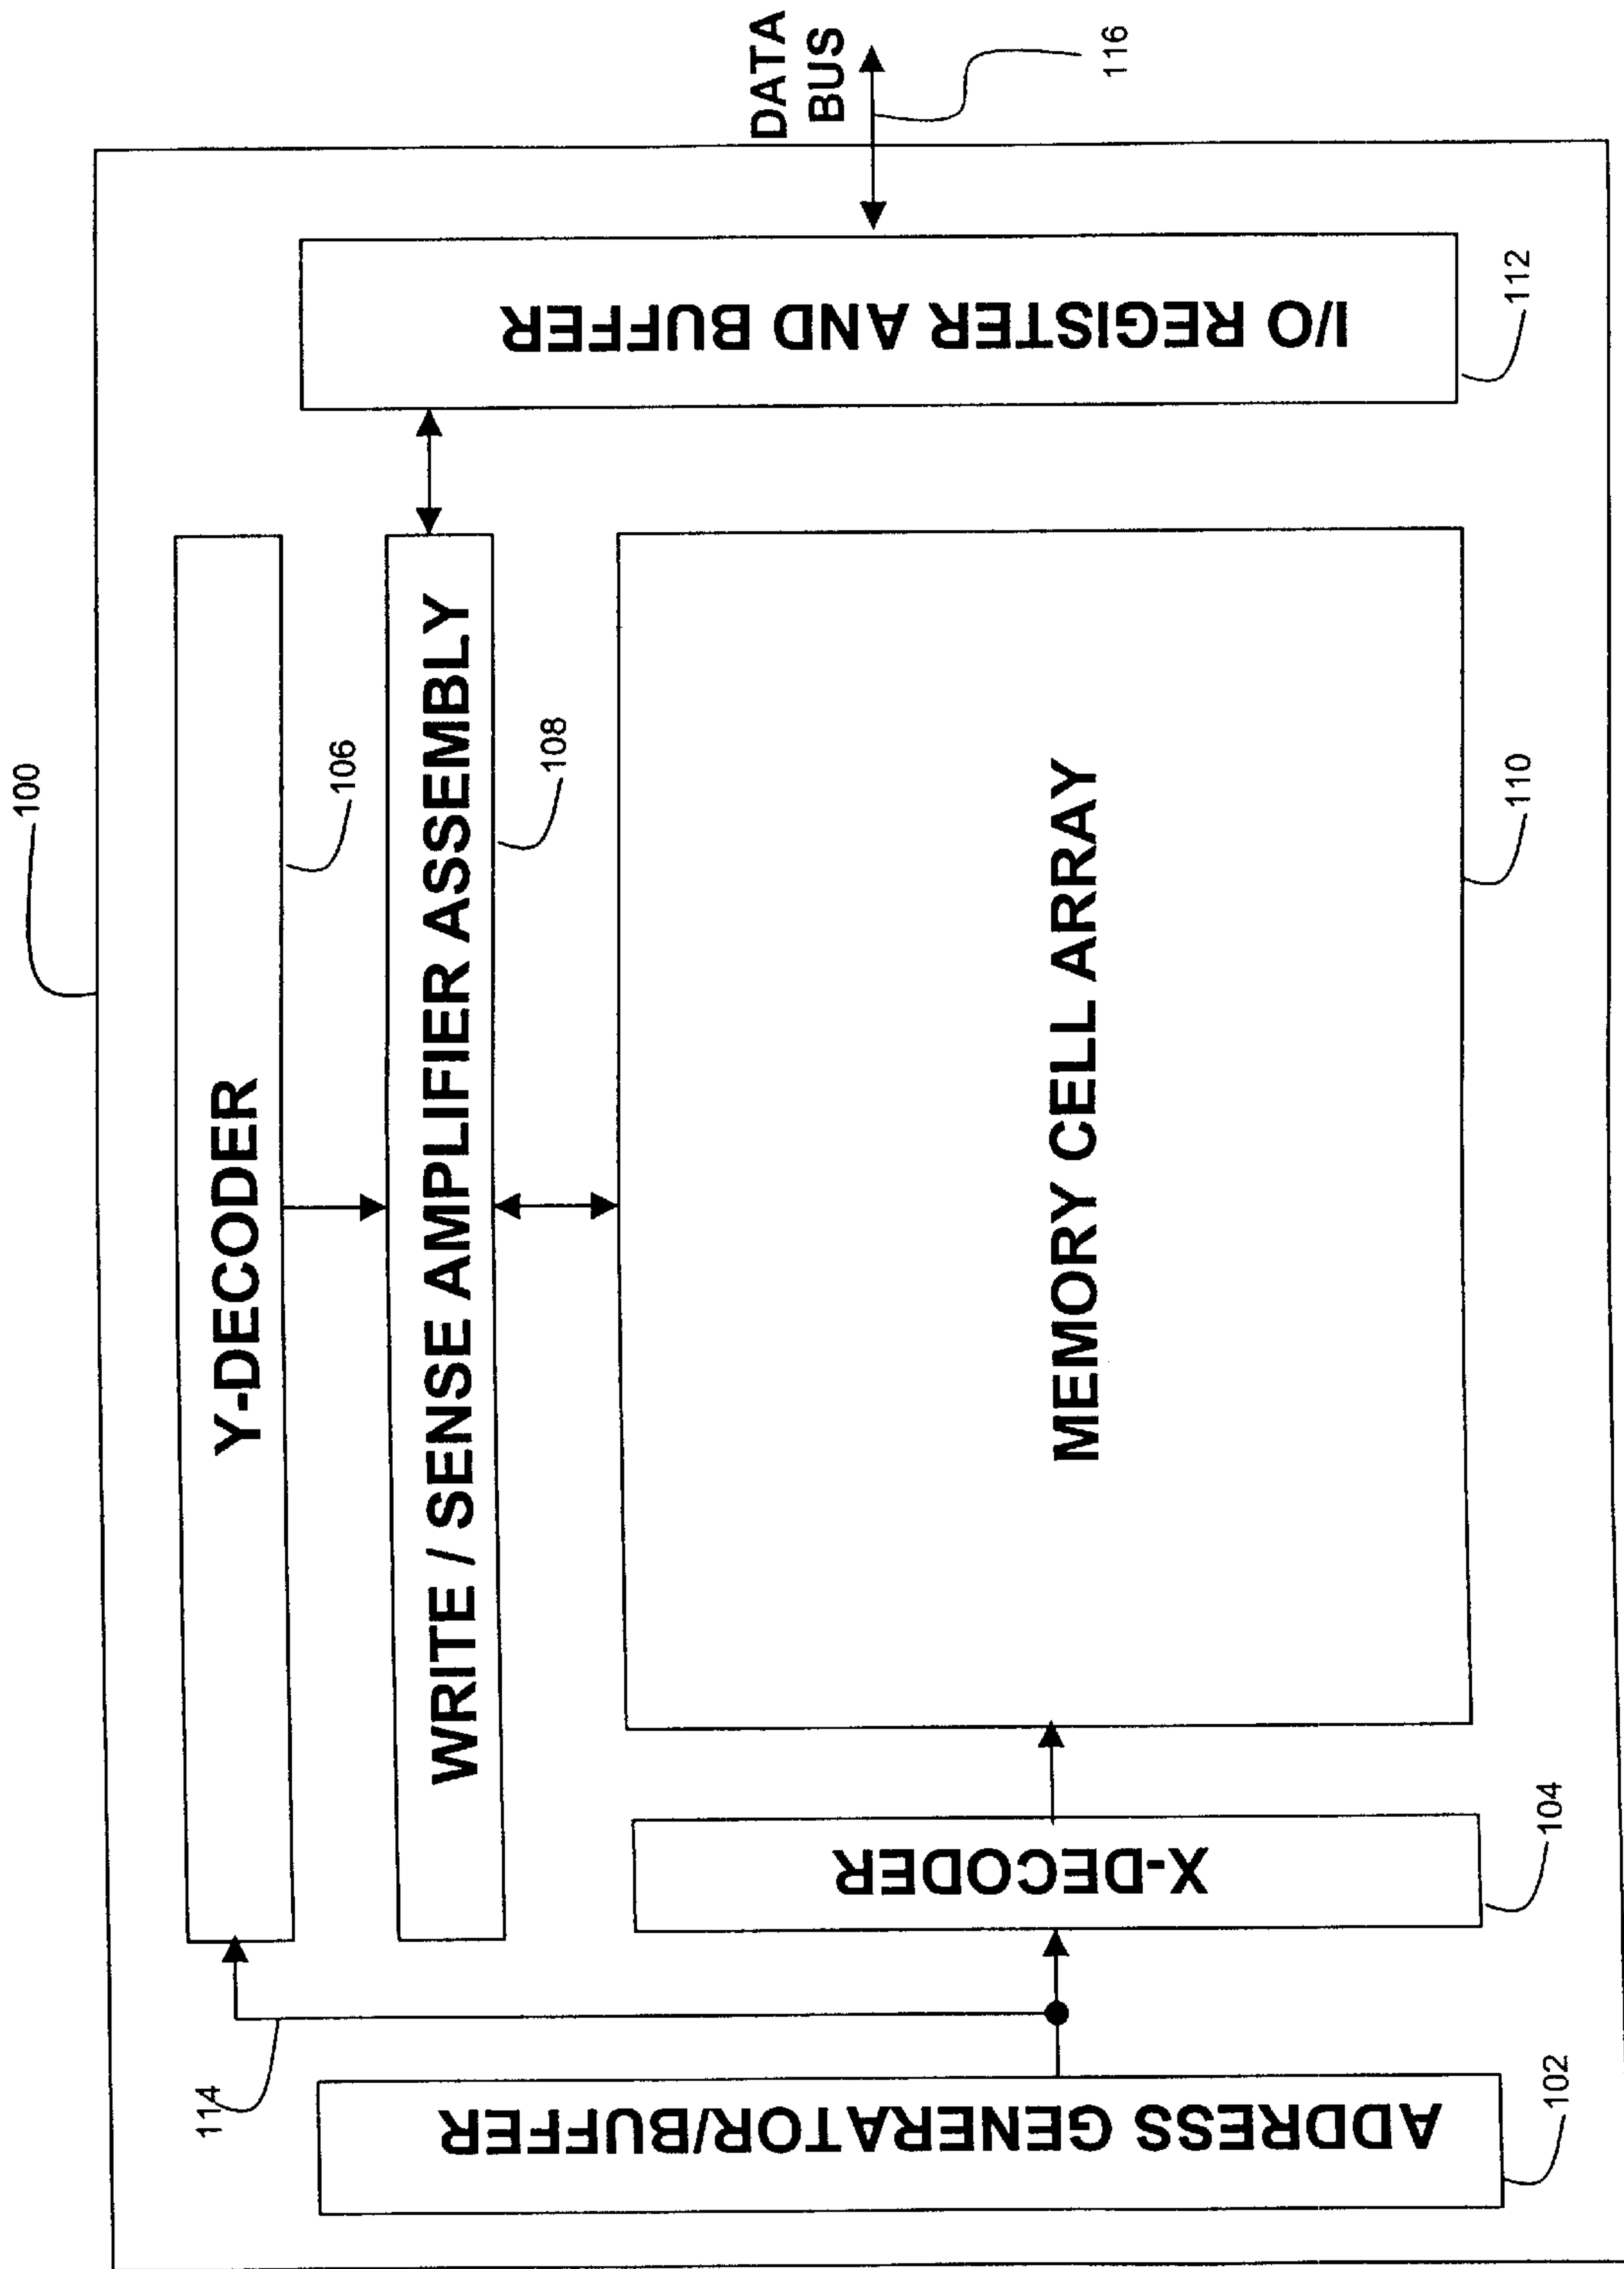 100
Y-DECODER
106
WRITE / SENSE AMPLIFIER ASSEMBLY
108
MEMORY CELL ARRAY
110
X-DECODER
104
ADDRESS GENERATOR/BUFFER
102
114
I/O REGISTER AND BUFFER
112
DATA
BUS
116